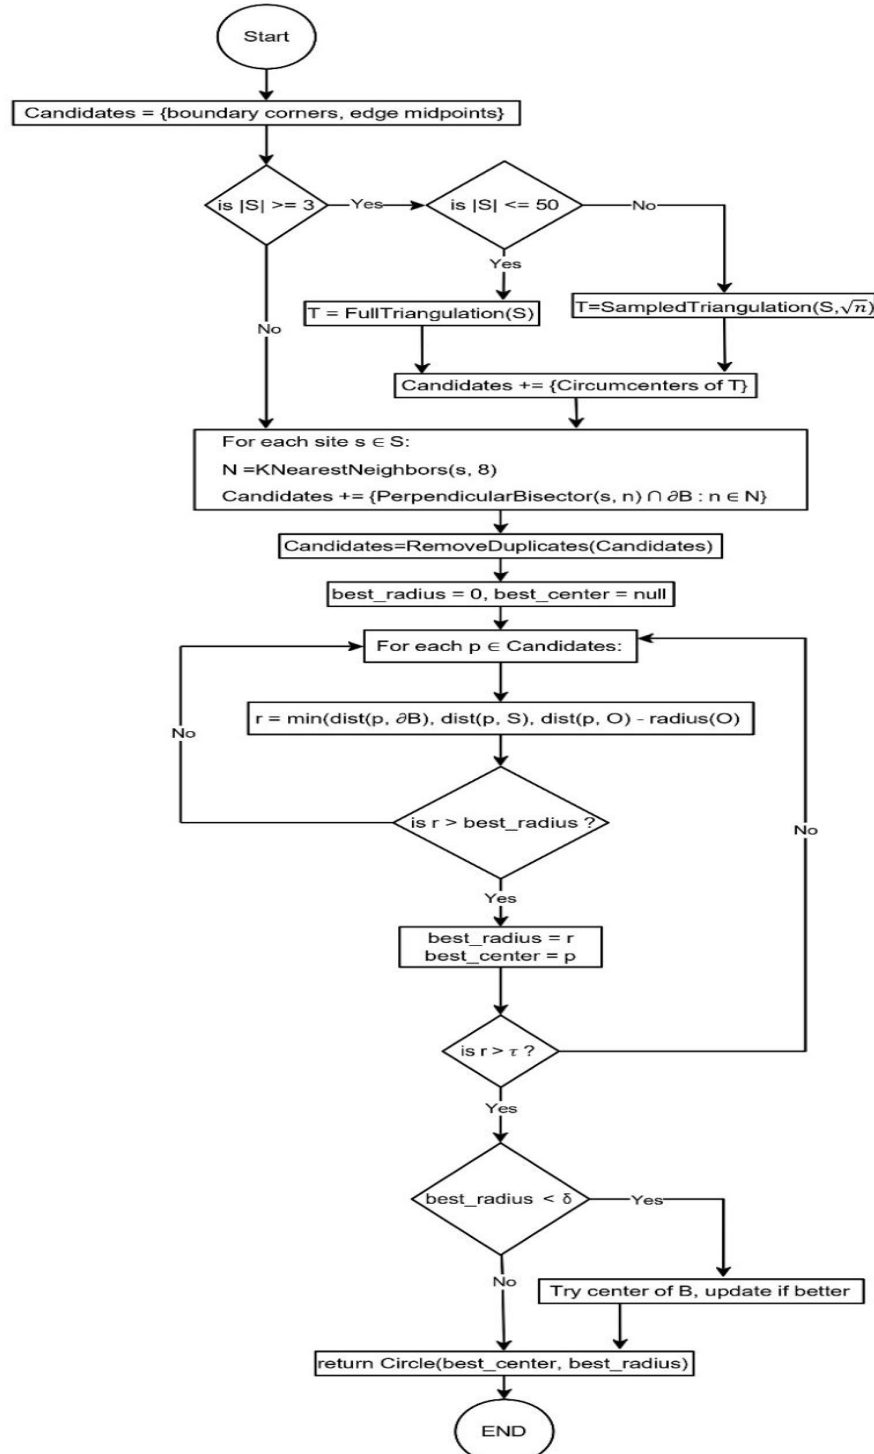 Start
Candidates = {boundary corners, edge midpoints}
is |S| >= 3
Yes
is |S| <= 50
No
Yes
T = FullTriangulation(S)
T=SampledTriangulation(S,√n)
No
Candidates += {Circumcenters of T}
For each site s ∈ S:
N =KNearestNeighbors(s, 8)
Candidates += {PerpendicularBisector(s, n) ∩ ∂B : n ∈ N}
Candidates=RemoveDuplicates(Candidates)
best_radius = 0, best_center = null
For each p ∈ Candidates:
r = min(dist(p, ∂B), dist(p, S), dist(p, O) - radius(O)
No
is r > best_radius ?
No
Yes
best_radius = r
best_center = p
is r > τ ?
Yes
best_radius < δ
Yes
No
Try center of B, update if better
return Circle(best_center, best_radius)
END